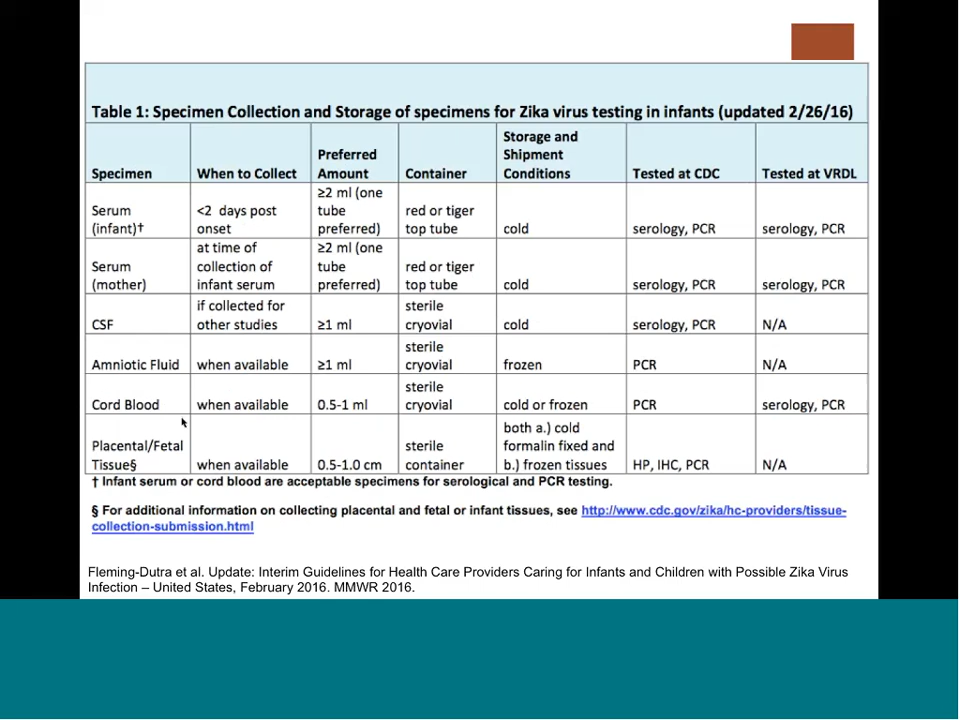 Table 1: Specimen Collection and Storage of specimens for Zika virus testing in infants (updated 2/26/16)
Specimen | When to Collect | Preferred Amount | Container | Storage and Shipment Conditions | Tested at CDC | Tested at VRDL
Serum (infant)† | <2 days post onset | ≥2 ml (one tube preferred) | red or tiger top tube | cold | serology, PCR | serology, PCR
Serum (mother) | at time of collection of infant serum | ≥2 ml (one tube preferred) | red or tiger top tube | cold | serology, PCR | serology, PCR
CSF | if collected for other studies | ≥1 ml | sterile cryovial | cold | serology, PCR | N/A
Amniotic Fluid | when available | ≥1 ml | sterile cryovial | frozen | PCR | N/A
Cord Blood | when available | 0.5-1 ml | sterile cryovial | cold or frozen | PCR | serology, PCR
Placental/Fetal Tissue§ | when available | 0.5-1.0 cm | sterile container | both a.) cold formalin fixed and b.) frozen tissues | HP, IHC, PCR | N/A
† Infant serum or cord blood are acceptable specimens for serological and PCR testing.
§ For additional information on collecting placental and fetal or infant tissues, see http://www.cdc.gov/zika/hc-providers/tissue-
collection-submission.html
Fleming-Dutra et al. Update: Interim Guidelines for Health Care Providers Caring for Infants and Children with Possible Zika Virus
Infection – United States, February 2016. MMWR 2016.